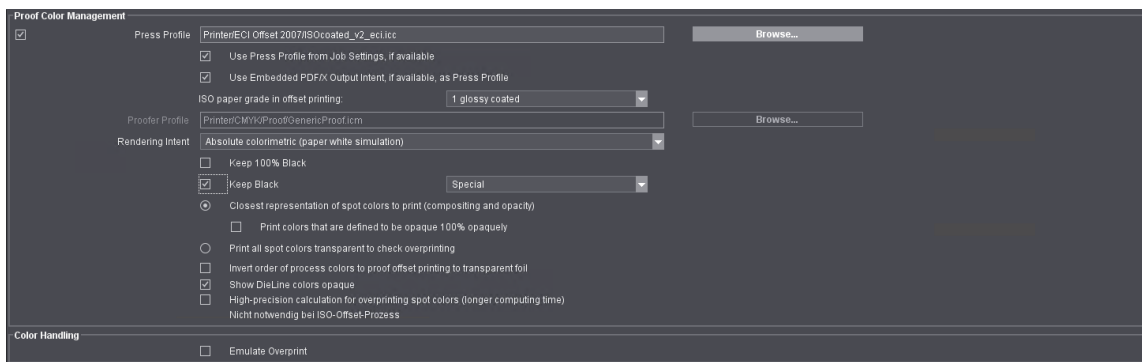 Proof Color Management
Press Profile Printer/ECI Offset 2007/ISOcoated_v2_eci.icc Browse...
Use Press Profile from Job Settings, if available
Use Embedded PDF/X Output Intent, if available, as Press Profile
ISO paper grade in offset printing: 1 glossy coated
Proofer Profile Printer/CMYK/Proof/GenericProof.icm Browse...
Rendering Intent Absolute colorimetric (paper white simulation)
Keep 100% Black
Keep Black Special
Closest representation of spot colors to print (compositing and opacity)
Print colors that are defined to be opaque 100% opaquely
Print all spot colors transparent to check overprinting
Invert order of process colors to proof offset printing to transparent foil
Show DieLine colors opaque
High-precision calculation for overprinting spot colors (longer computing time)
Nicht notwendig bei ISO-Offset-Prozess
Color Handling
Emulate Overprint